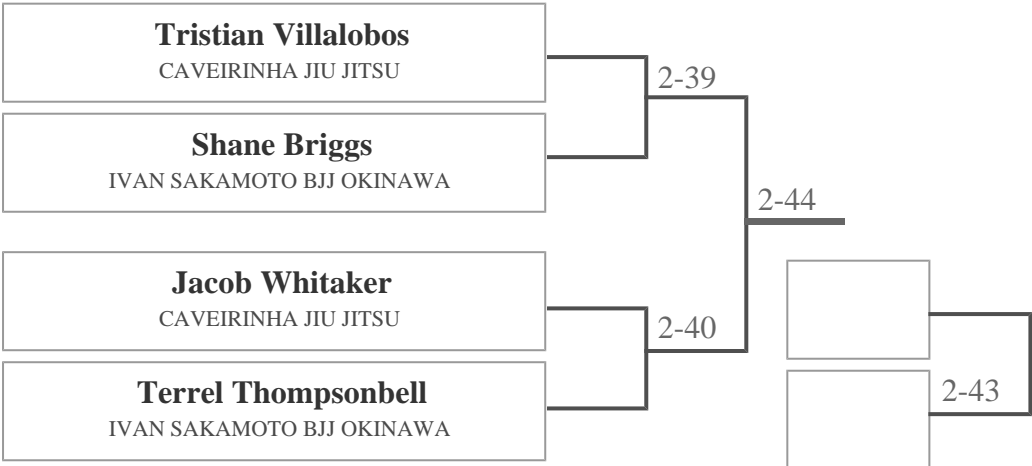 Tristian Villalobos
CAVEIRINHA JIU JITSU
2-39
Shane Briggs
IVAN SAKAMOTO BJJ OKINAWA
2-44
Jacob Whitaker
CAVEIRINHA JIU JITSU
2-40
Terrel Thompsonbell
IVAN SAKAMOTO BJJ OKINAWA
2-43